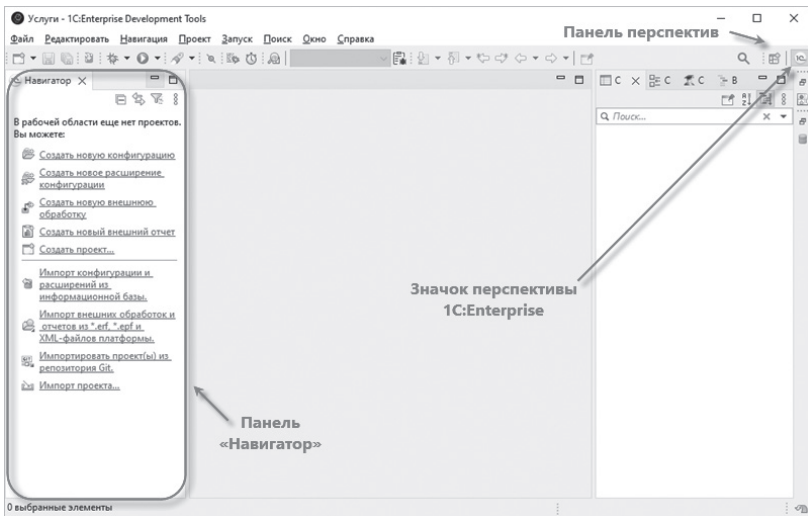 Услуги - 1C:Enterprise Development Tools
Файл Редактировать Навигация Проект Запуск Поиск Окно Справка
Панель перспектив
Навигатор
С
С
С
В
В рабочей области еще нет проектов.
Вы можете:
Поиск...
Создать новую конфигурацию
Создать новое расширение
конфигурации
Создать новую внешнюю
обработку
Создать новый внешний отчет
Создать проект...
Импорт конфигурации и
расширений из
информационной базы.
Импорт внешних обработок и
отчетов из *.erf, *.epf и
XML-файлов платформы.
Импортировать проект(ы) из
репозитория Git.
Импорт проекта...
Значок перспективы
1C:Enterprise
Панель
«Навигатор»
0 выбранные элементы